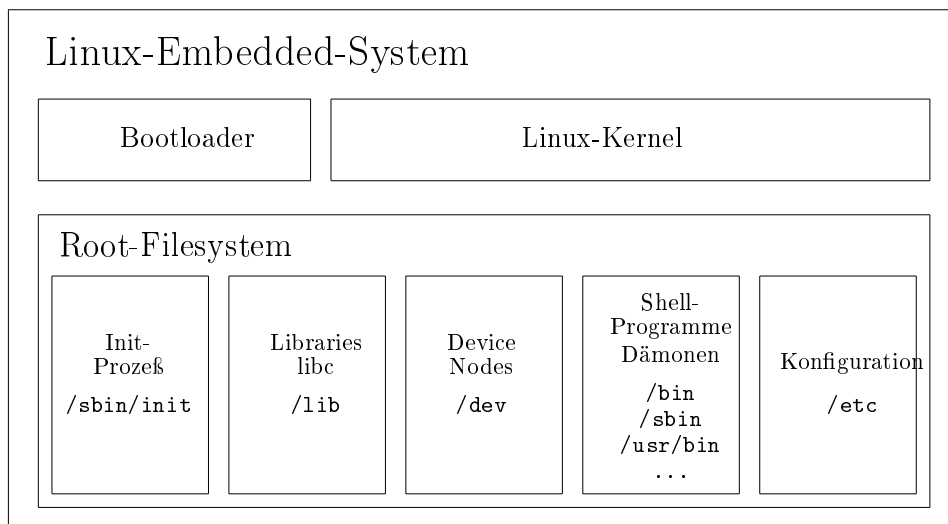 Linux-Embedded-System
Bootloader
Linux-Kernel
Root-Filesystem
Init-
Prozeß
/sbin/init
Libraries
libc
/lib
Device
Nodes
/dev
Shell-
Programme
Dämonen
/bin
/sbin
/usr/bin
...
Konfiguration
/etc